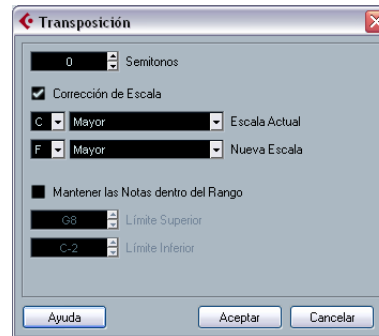 Transposición
0 Semitonos
Corrección de Escala
C Mayor Escala Actual
F Mayor Nueva Escala
Mantener las Notas dentro del Rango
G8 Límite Superior
C-2 Límite Inferior
Ayuda Aceptar Cancelar